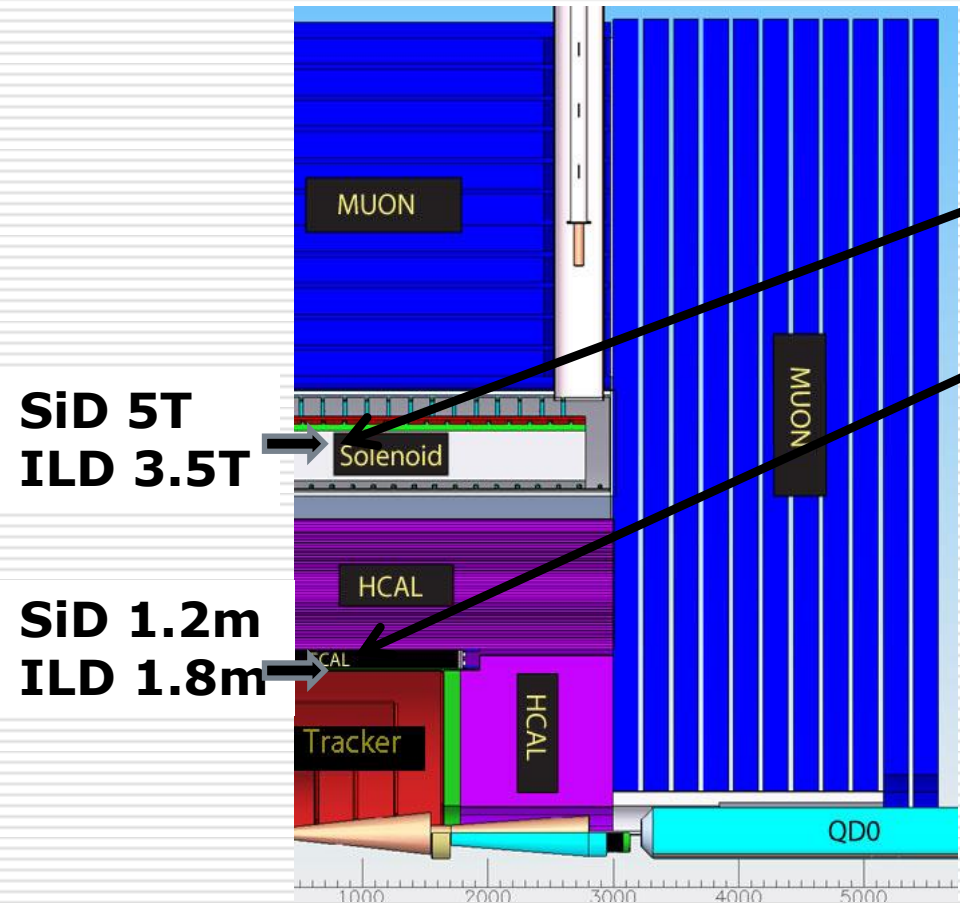 MUON
SiD 5T
ILD 3.5T
Solenoid
MUON
HCAL
SiD 1.2m
ILD 1.8m
ECAL
HCAL
Tracker
QD0
1000 2000 3000 4000 5000